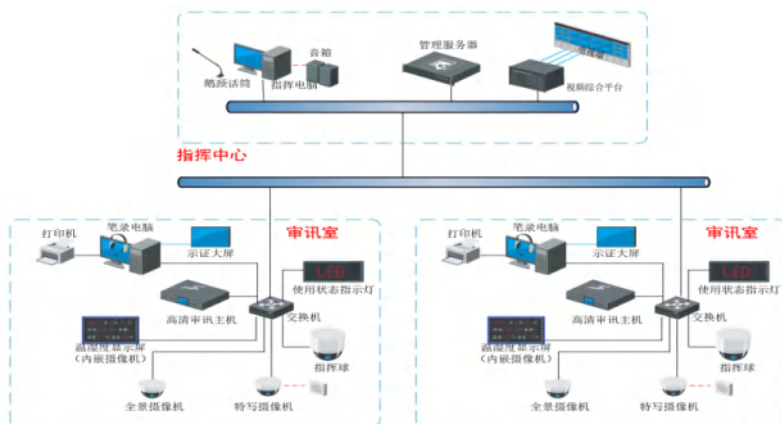 音箱
管理服务器
鹅颈话筒
指挥电脑
视频综合平台
指挥中心
打印机
笔录电脑
审讯室
示证大屏
LED
使用状态指示灯
高清审讯主机
交换机
温湿度显示屏
(内嵌摄像机)
指挥球
全景摄像机
特写摄像机
打印机
笔录电脑
审讯室
示证大屏
LED
使用状态指示灯
高清审讯主机
交换机
温湿度显示屏
(内嵌摄像机)
指挥球
全景摄像机
特写摄像机